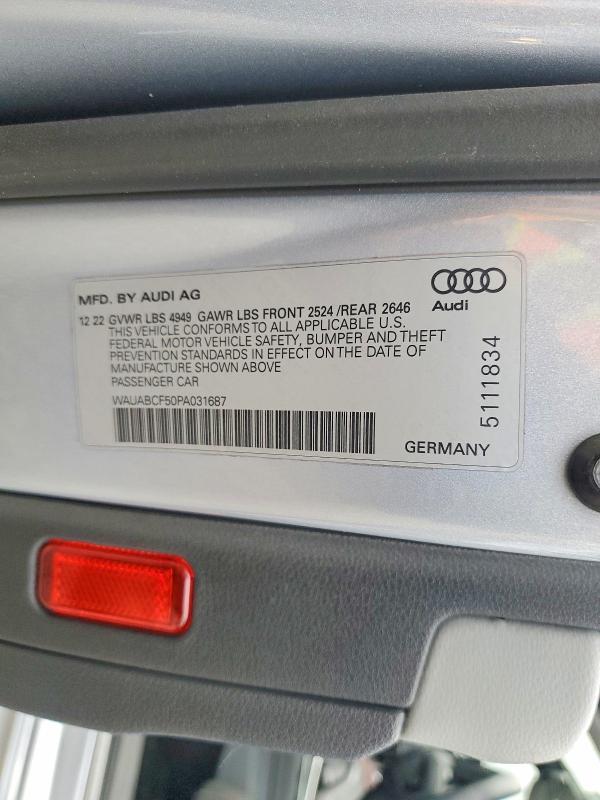 MFD. BY AUDI AG
Audi
12 22 GVWR LBS 4949 GAWR LBS FRONT 2524 /REAR 2646
THIS VEHICLE CONFORMS TO ALL APPLICABLE U.S.
FEDERAL MOTOR VEHICLE SAFETY, BUMPER AND THEFT
PREVENTION STANDARDS IN EFFECT ON THE DATE OF
MANUFACTURE SHOWN ABOVE
PASSENGER CAR
WAUABCF50PA031687
5111834
GERMANY